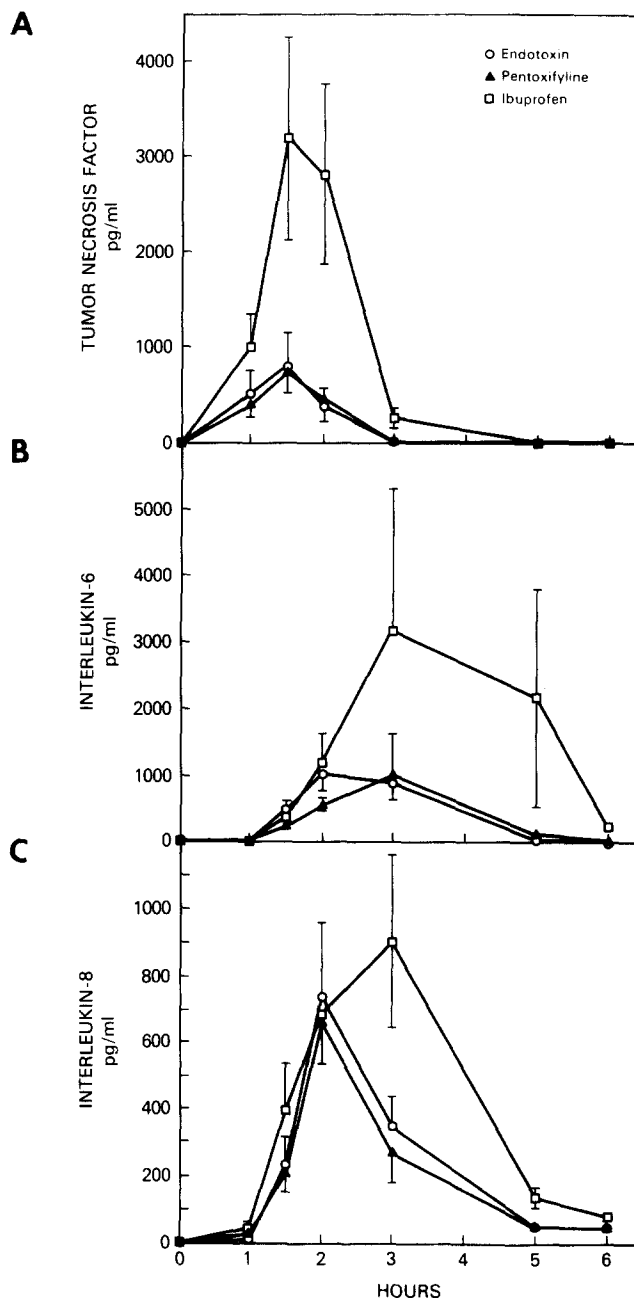 A
4000
3000
2000
1000
0
TUMOR NECROSIS FACTOR
pg/ml
Endotoxin
Pentoxifyline
Ibuprofen
B
5000
4000
3000
2000
1000
0
INTERLEUKIN-6
pg/ml
C
1000
800
600
400
200
0
INTERLEUKIN-8
pg/ml
0 1 2 3 4 5 6
HOURS